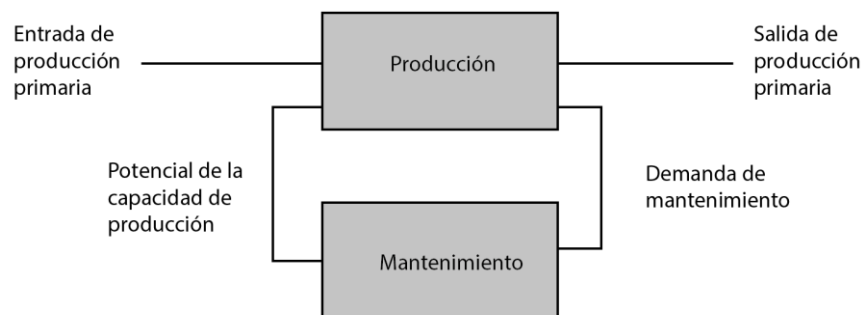 Entrada de
producción
primaria
Producción
Salida de
producción
primaria
Potencial de la
capacidad de
producción
Demanda de
mantenimiento
Mantenimiento